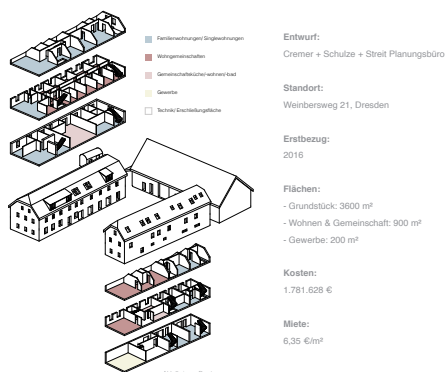 Familienwohnungen/ Singlewohnungen
Wohngemeinschaften
Gemeinschaftsküche/-wohnen/-bad
Gewerbe
Technik/ Erschließungsfläche
Entwurf:
Cremer + Schulze + Streit Planungsbüro
Standort:
Weinbersweg 21, Dresden
Erstbezug:
2016
Flächen:
- Grundstück: 3600 m²
- Wohnen & Gemeinschaft: 900 m²
- Gewerbe: 200 m²
Kosten:
1.781.628 €
Miete:
6,35 €/m²